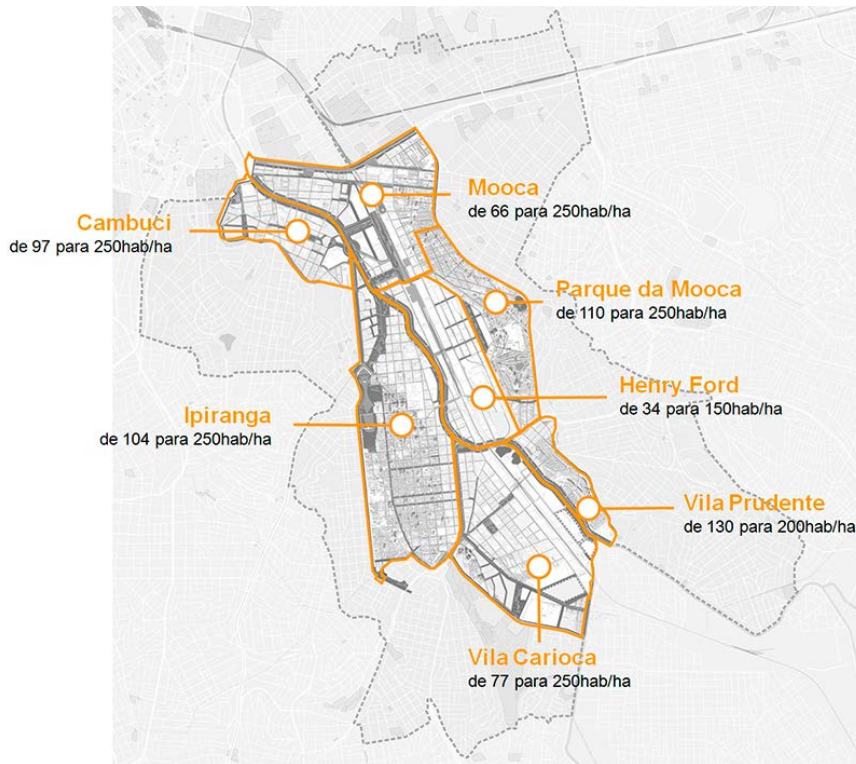 Mooca
de 66 para 250hab/ha
Cambuci
de 97 para 250hab/ha
Parque da Mooca
de 110 para 250hab/ha
Henry Ford
de 34 para 150hab/ha
Ipiranga
de 104 para 250hab/ha
Vila Prudente
de 130 para 200hab/ha
Vila Carioca
de 77 para 250hab/ha